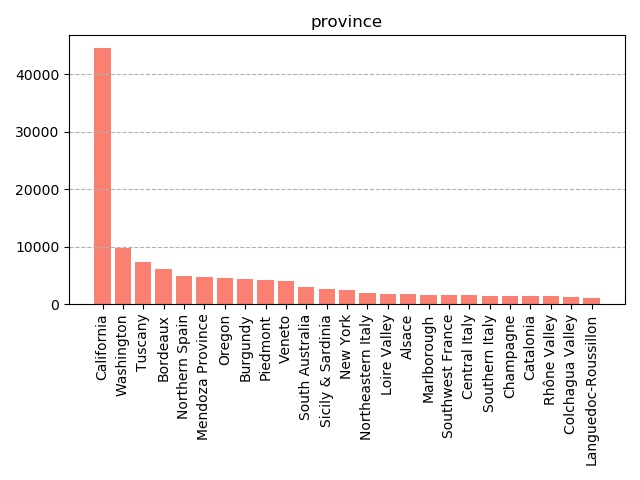 province
40000
30000
20000
10000
0
California
Washington
Tuscany
Bordeaux
Northern Spain
Mendoza Province
Oregon
Burgundy
Piedmont
Veneto
South Australia
Sicily & Sardinia
New York
Northeastern Italy
Loire Valley
Alsace
Marlborough
Southwest France
Central Italy
Southern Italy
Champagne
Catalonia
Rhône Valley
Colchagua Valley
Languedoc-Roussillon